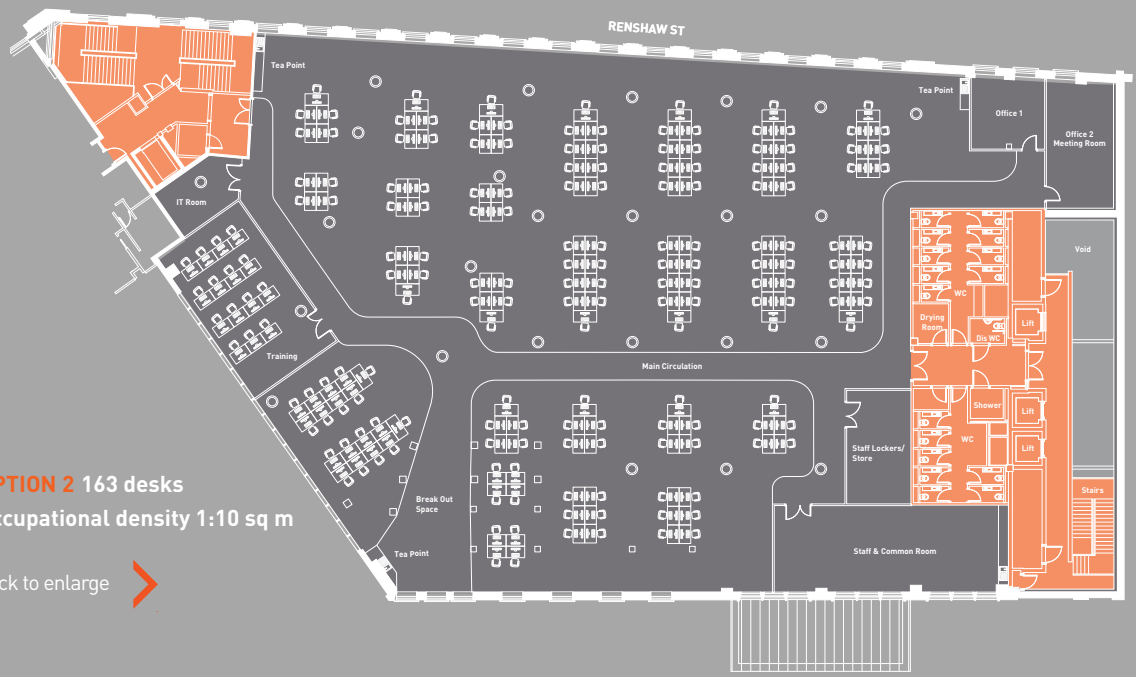 RENSHAW ST
Tea Point
Tea Point
Office 1
Office 2
Meeting Room
IT Room
Void
WC
Drying
Room
Lift
Dis WC
Training
Main Circulation
Shower
Lift
WC
Lift
Staff Lockers/
Store
Stairs
Break Out
Space
Tea Point
Staff & Common Room
PTION 2 163 desks
ccupational density 1:10 sq m
ck to enlarge